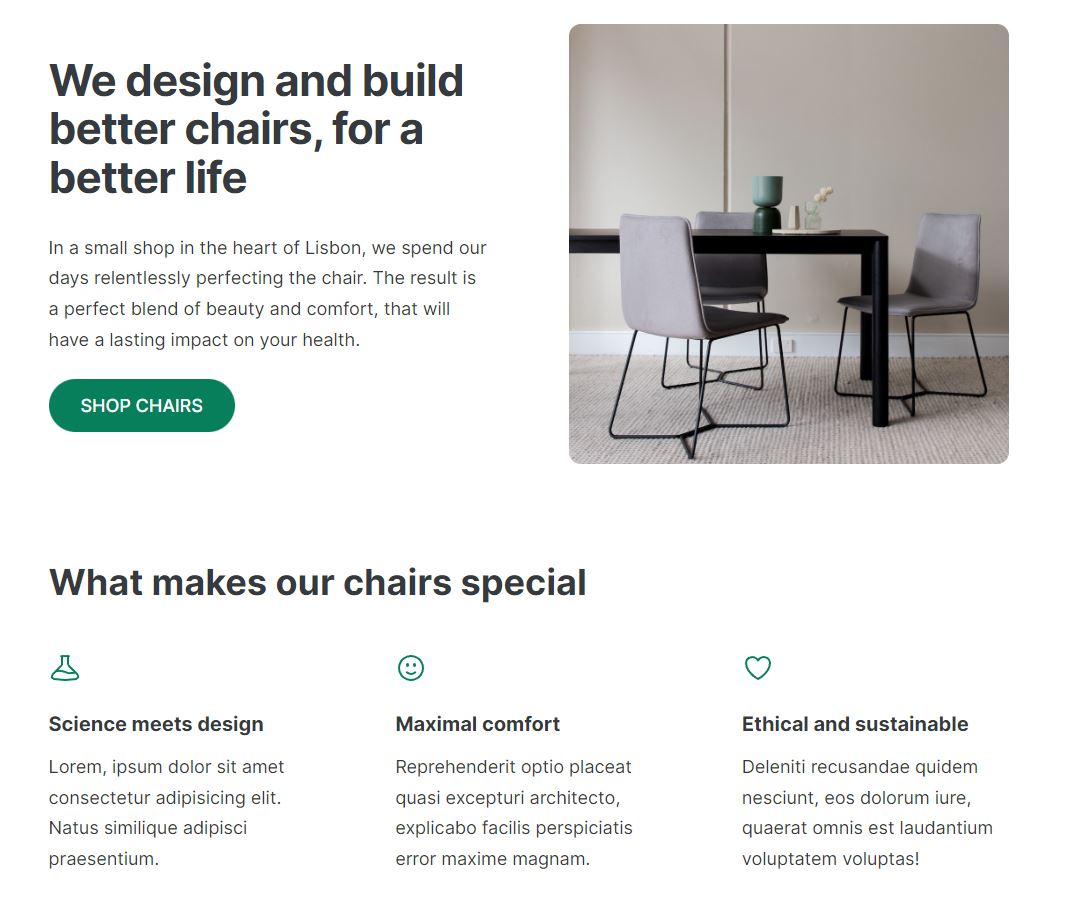 We design and build
better chairs, for a
better life
In a small shop in the heart of Lisbon, we spend our
days relentlessly perfecting the chair. The result is
a perfect blend of beauty and comfort, that will
have a lasting impact on your health.
SHOP CHAIRS
What makes our chairs special
Science meets design
Lorem, ipsum dolor sit amet
consectetur adipisicing elit.
Natus similique adipisci
praesentium.
Maximal comfort
Reprehenderit optio placeat
quasi excepturi architecto,
explicabo facilis perspiciatis
error maxime magnam.
Ethical and sustainable
Deleniti recusandae quidem
nesciunt, eos dolorum iure,
quaerat omnis est laudantium
voluptatem voluptas!